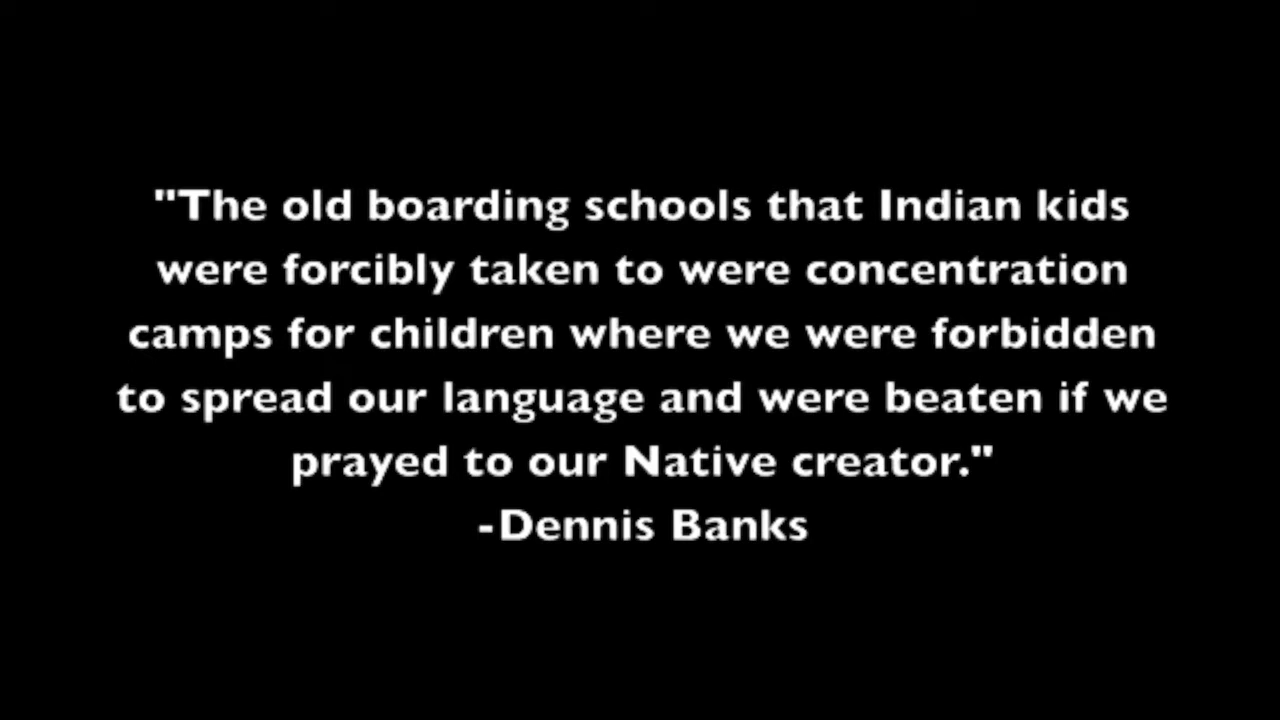 "The old boarding schools that Indian kids
were forcibly taken to were concentration
camps for children where we were forbidden
to spread our language and were beaten if we
prayed to our Native creator."
-Dennis Banks